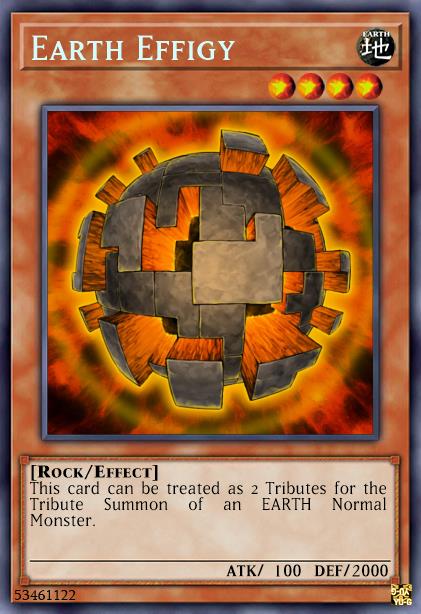 EARTH EFFIGY
EARTH
地
[ROCK/EFFECT]
This card can be treated as 2 Tributes for the
Tribute Summon of an EARTH Normal
Monster.
ATK/ 100 DEF/2000
53461122